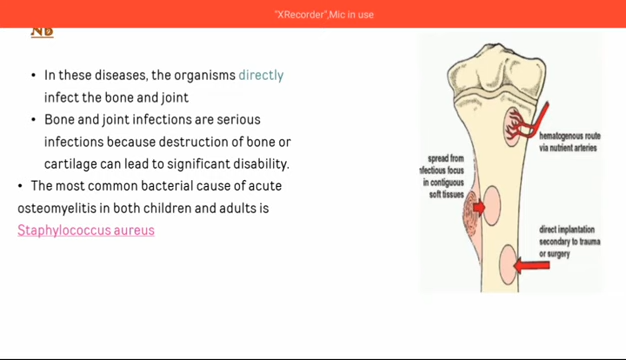 "XRecorder",Mic in use
NB
• In these diseases, the organisms directly
infect the bone and joint
• Bone and joint infections are serious
infections because destruction of bone or
cartilage can lead to significant disability.
• The most common bacterial cause of acute
osteomyelitis in both children and adults is
Staphylococcus aureus
hematogenous route
via nutrient arteries
spread from
infectious focus
in contiguous
soft tissues
direct implantation
secondary to trauma
or surgery